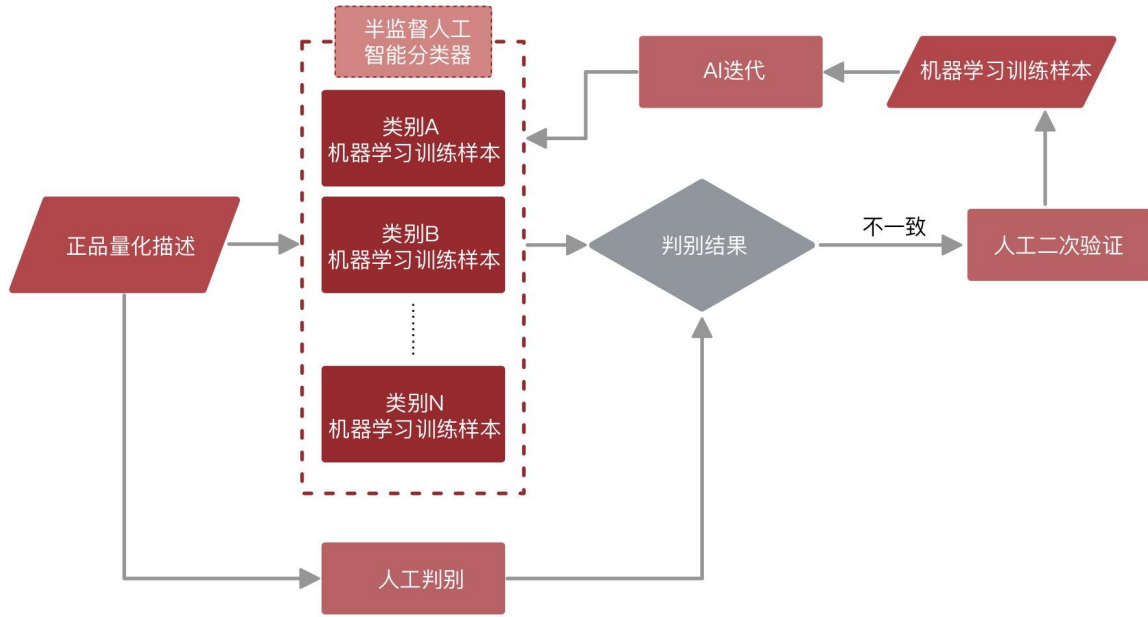 半监督人工
智能分类器
AI迭代
机器学习训练样本
类别A
机器学习训练样本
正品量化描述
类别B
机器学习训练样本
判别结果
不一致
人工二次验证
类别N
机器学习训练样本
人工判别